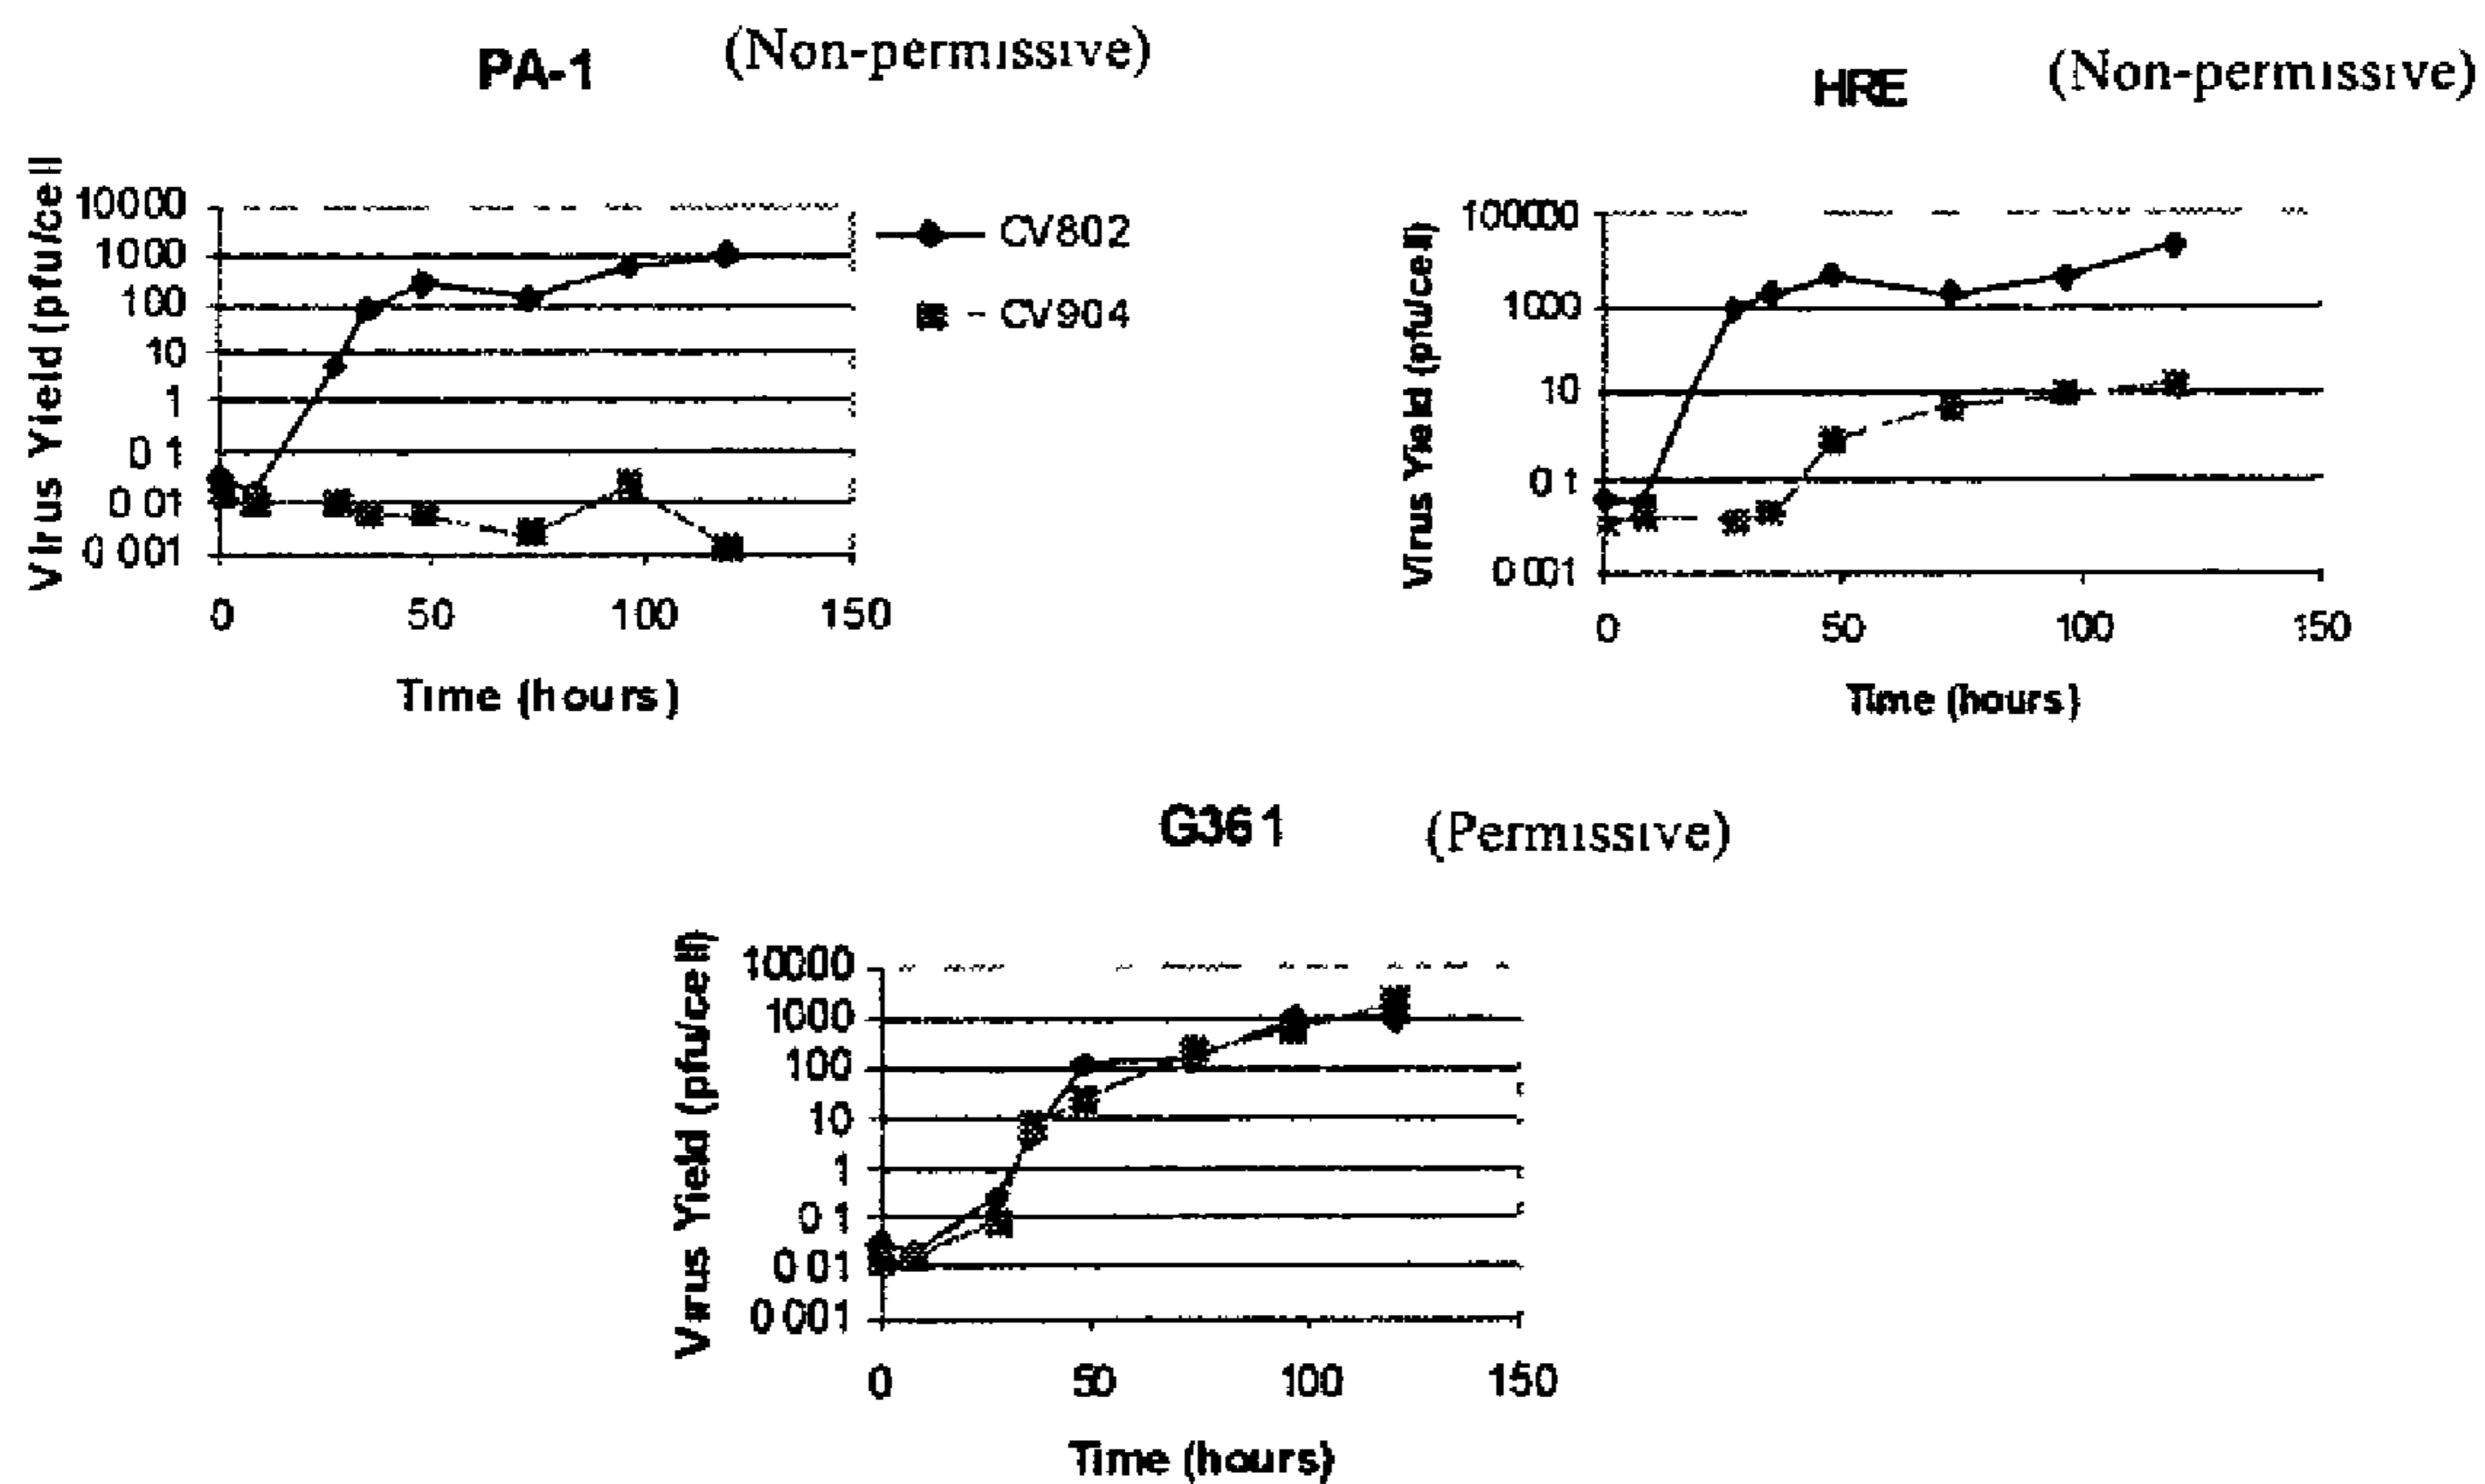 PA-1 (Non-permissive)
Virus Yield (pfu/cell
10000
1000
100
10
1
0 1
0 01
0 001
0 50 100 150
Time (hours)
CV802
CV904
HRE (Non-permissive)
Virus Yield (pfu/cell)
100000
1000
10
0 1
0 001
0 50 100 150
Time (hours)
G361 (Permissive)
Virus Yield (pfu/cell)
10000
1000
100
10
1
0 1
0 01
0 001
0 50 100 150
Time (hours)